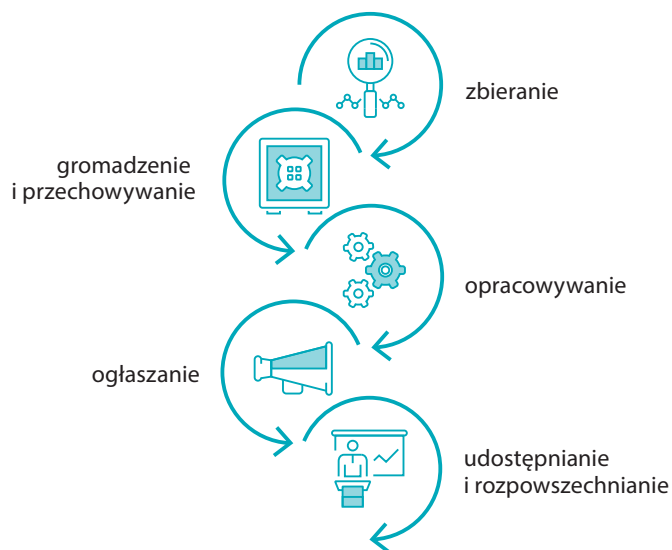 zbieranie
gromadzenie
i przechowywanie
opracowywanie
ogłaszanie
udostępnianie
i rozpowszechnianie